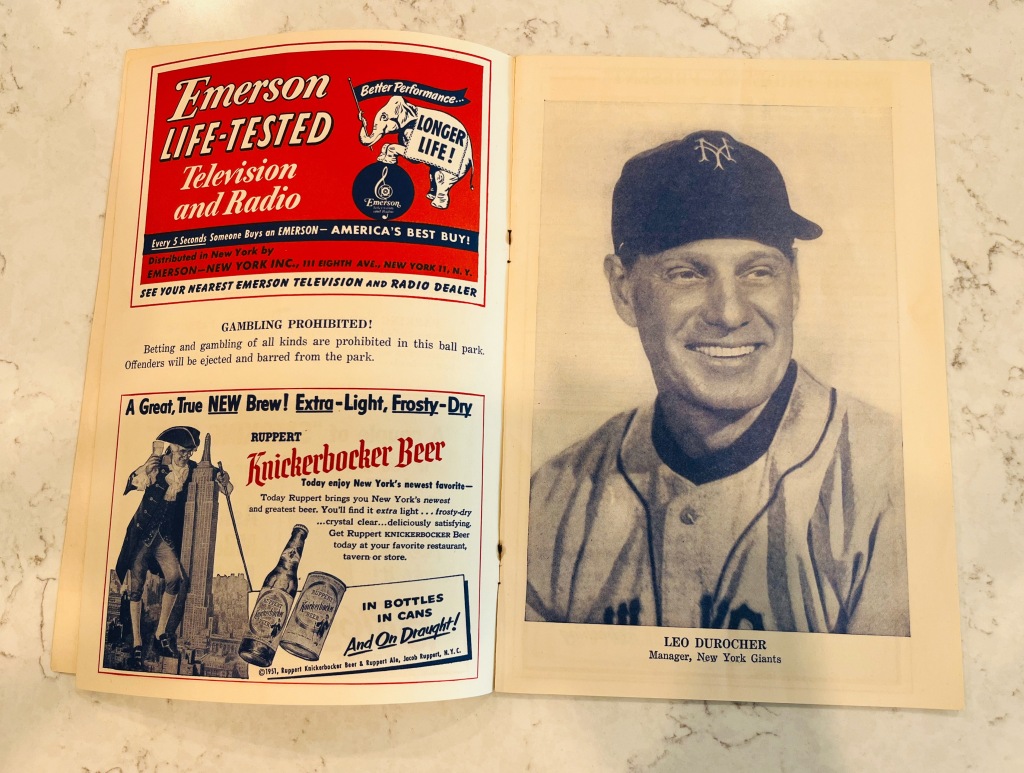 Emerson
LIFE-TESTED
Television
and Radio
Better Performance...
LONGER
LIFE!
Emerson
Every 5 Seconds Someone Buys an EMERSON— AMERICA'S BEST BUY!
Distributed in New York by
EMERSON—NEW YORK INC., 111 EIGHTH AVE., NEW YORK 11, N. Y.
SEE YOUR NEAREST EMERSON TELEVISION AND RADIO DEALER
GAMBLING PROHIBITED!
Betting and gambling of all kinds are prohibited in this ball park.
Offenders will be ejected and barred from the park.
A Great, True NEW Brew! Extra-Light, Frosty-Dry
RUPPERT
Knickerbocker Beer
Today enjoy New York's newest favorite—
Today Ruppert brings you New York's newest
and greatest beer. You'll find it extra light . . . frosty-dry
...crystal clear...deliciously satisfying.
Get Ruppert KNICKERBOCKER Beer
today at your favorite restaurant,
tavern or store.
RUPPERT
Knickerbocker
BEER
Knickerbocker
IN BOTTLES
IN CANS
And On Draught!
©1951, Ruppert Knickerbocker Beer & Ruppert Ale, Jacob Ruppert, N.Y.C.
NY
LEO DUROCHER
Manager, New York Giants